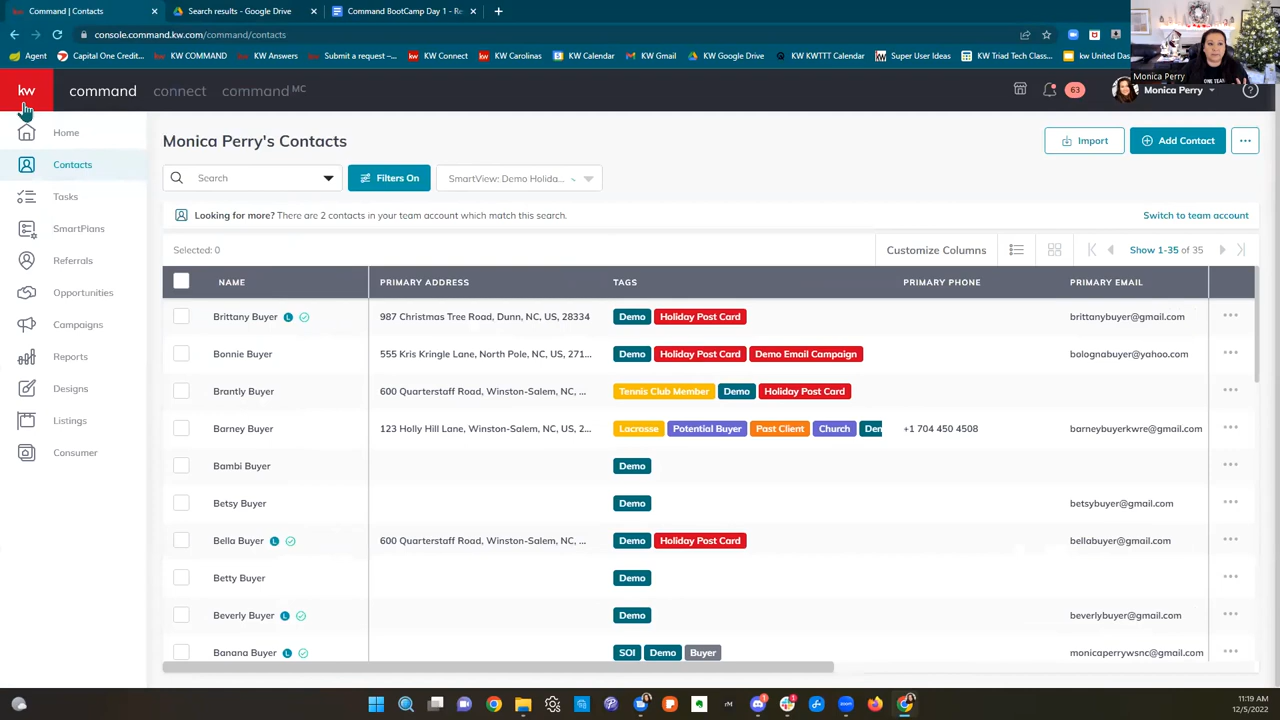 Command | Contacts
Search results - Google Drive
Command BootCamp Day 1 - Re
console.command.kw.com/command/contacts
Agent
Capital One Credit...
KW COMMAND
KW Answers
Submit a request –...
KW Connect
KW Carolinas
KW Facebook
KW Gmail
KW Google Drive
KW KWTTT Calendar
Super User Ideas
KW Triad Tech Class...
kw United Das
Monica Perry
kw
command
connect
command MC
63
Monica Perry
Home
Contacts
Tasks
SmartPlans
Referrals
Opportunities
Campaigns
Reports
Designs
Listings
Consumer
Monica Perry's Contacts
Import
Add Contact
Search
Filters On
SmartView: Demo Holida...
Looking for more? There are 2 contacts in your team account which match this search.
Switch to team account
Selected: 0
Customize Columns
Show 1-35 of 35
NAME PRIMARY ADDRESS TAGS PRIMARY PHONE PRIMARY EMAIL
Brittany Buyer L 987 Christmas Tree Road, Dunn, NC, US, 28334 Demo Holiday Post Card brittanybuyer@gmail.com
Bonnie Buyer 555 Kris Kringle Lane, North Pole, NC, US, 271... Demo Holiday Post Card Demo Email Campaign bolognabuyer@yahoo.com
Brantly Buyer 600 Quarterstaff Road, Winston-Salem, NC, ... Tennis Club Member Demo Holiday Post Card
Barney Buyer 123 Holly Hill Lane, Winston-Salem, NC, US, 2... Lacrosse Potential Buyer Past Client Church Den +1 704 450 4508 barneybuyerkwre@gmail.com
Bambi Buyer Demo
Betsy Buyer Demo betsybuyer@gmail.com
Bella Buyer L 600 Quarterstaff Road, Winston-Salem, NC, ... Demo Holiday Post Card bellabuyer@gmail.com
Betty Buyer Demo
Beverly Buyer L Demo beverlybuyer@gmail.com
Banana Buyer L SOI Demo Buyer monicaperrywsnc@gmail.com
11:19 AM
12/5/2022